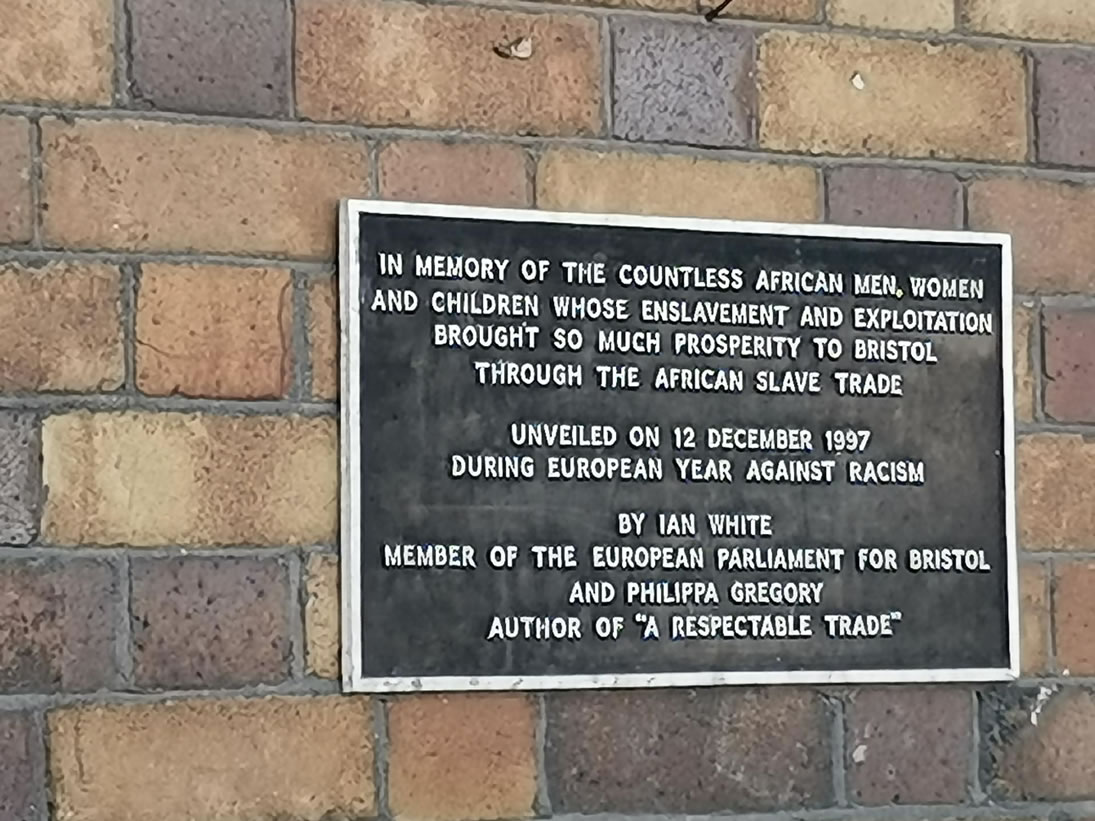 IN MEMORY OF THE COUNTLESS AFRICAN MEN, WOMEN
AND CHILDREN WHOSE ENSLAVEMENT AND EXPLOITATION
BROUGHT SO MUCH PROSPERITY TO BRISTOL
THROUGH THE AFRICAN SLAVE TRADE
UNVEILED ON 12 DECEMBER 1997
DURING EUROPEAN YEAR AGAINST RACISM
BY IAN WHITE
MEMBER OF THE EUROPEAN PARLIAMENT FOR BRISTOL
AND PHILIPPA GREGORY
AUTHOR OF "A RESPECTABLE TRADE"